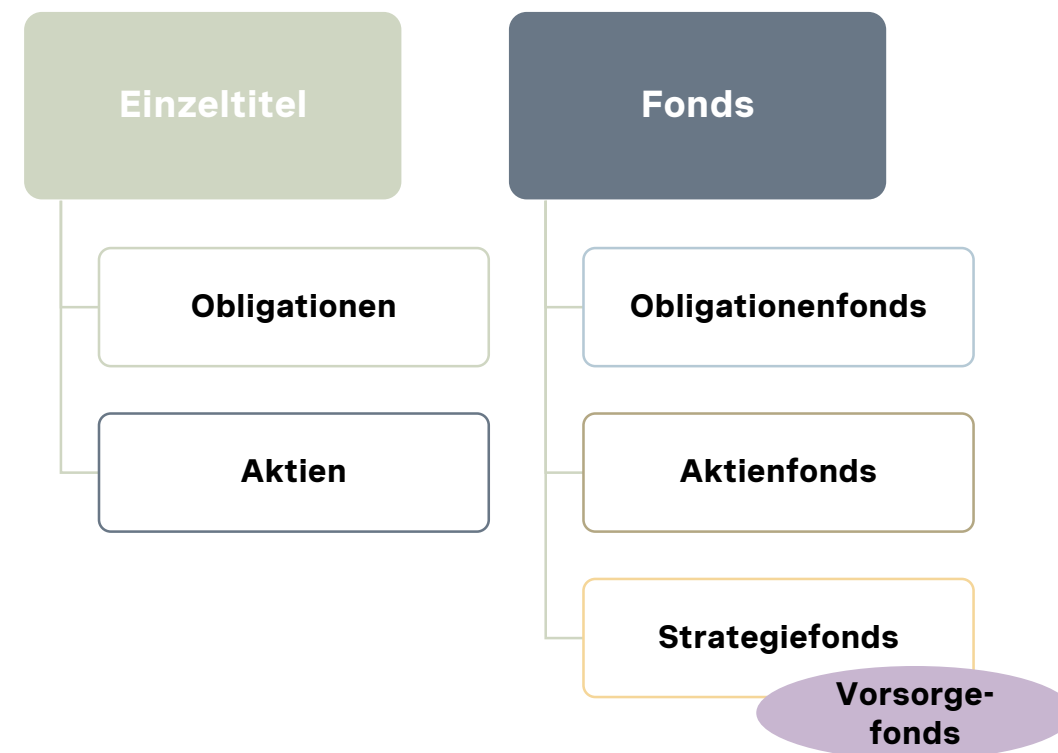 Einzeltitel
Obligationen
Aktien
Fonds
Obligationenfonds
Aktienfonds
Strategiefonds
Vorsorge-
fonds